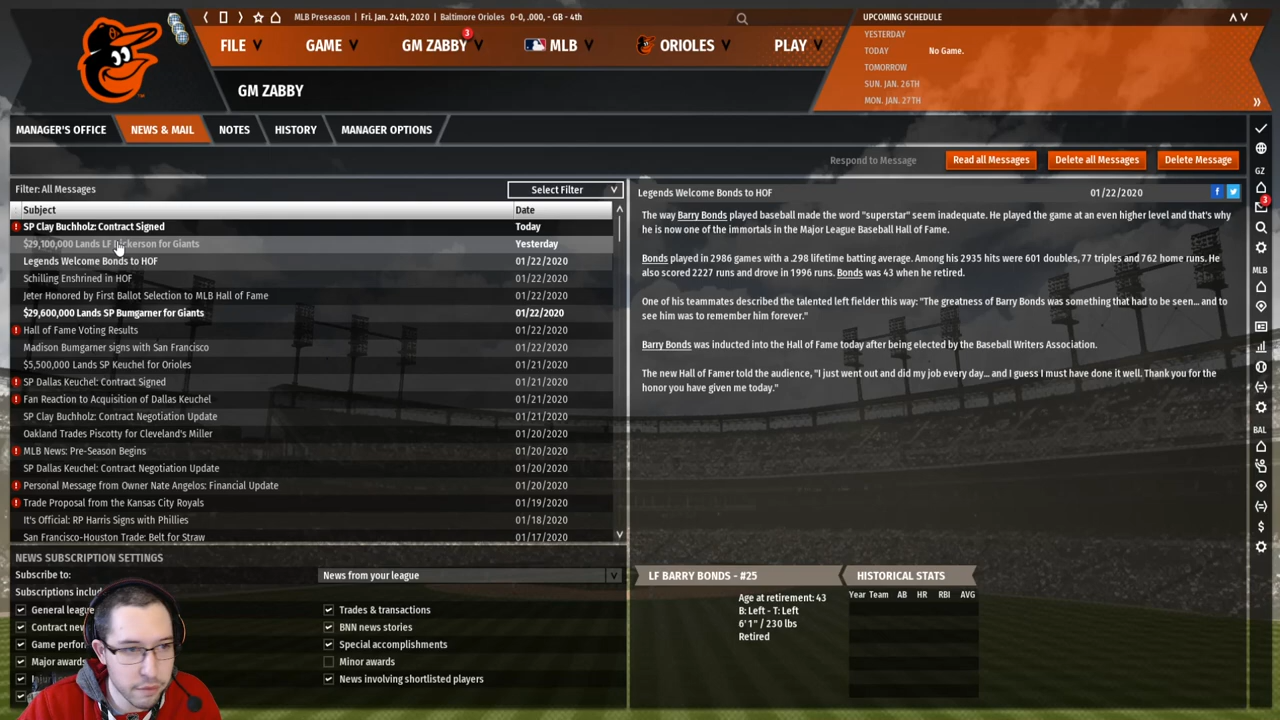 MLB Preseason | Fri. Jan. 24th, 2020 | Baltimore Orioles 0-0, .000, - GB - 4th
FILE GAME GM ZABBY 3 MLB ORIOLES PLAY
UPCOMING SCHEDULE
YESTERDAY
TODAY No Game.
TOMORROW
SUN. JAN. 26TH
MON. JAN. 27TH
GM ZABBY
MANAGER'S OFFICE NEWS & MAIL NOTES HISTORY MANAGER OPTIONS
Respond to Message Read all Messages Delete all Messages Delete Message
Filter: All Messages Select Filter
Subject Date
SP Clay Buchholz: Contract Signed Today
$29,100,000 Lands LF Dickerson for Giants Yesterday
Legends Welcome Bonds to HOF 01/22/2020
Schilling Enshrined in HOF 01/22/2020
Jeter Honored by First Ballot Selection to MLB Hall of Fame 01/22/2020
$29,600,000 Lands SP Bumgarner for Giants 01/22/2020
Hall of Fame Voting Results 01/22/2020
Madison Bumgarner signs with San Francisco 01/22/2020
$5,500,000 Lands SP Keuchel for Orioles 01/21/2020
SP Dallas Keuchel: Contract Signed 01/21/2020
Fan Reaction to Acquisition of Dallas Keuchel 01/21/2020
SP Clay Buchholz: Contract Negotiation Update 01/21/2020
Oakland Trades Piscotty for Cleveland's Miller 01/20/2020
MLB News: Pre-Season Begins 01/20/2020
SP Dallas Keuchel: Contract Negotiation Update 01/20/2020
Personal Message from Owner Nate Angelos: Financial Update 01/20/2020
Trade Proposal from the Kansas City Royals 01/19/2020
It's Official: RP Harris Signs with Phillies 01/18/2020
San Francisco-Houston Trade: Belt for Straw 01/17/2020
Legends Welcome Bonds to HOF 01/22/2020
The way Barry Bonds played baseball made the word "superstar" seem inadequate. He played the game at an even higher level and that's why
he is now one of the immortals in the Major League Baseball Hall of Fame.
Bonds played in 2986 games with a .298 lifetime batting average. Among his 2935 hits were 601 doubles, 77 triples and 762 home runs. He
also scored 2227 runs and drove in 1996 runs. Bonds was 43 when he retired.
One of his teammates described the talented left fielder this way: "The greatness of Barry Bonds was something that had to be seen... and to
see him was to remember him forever."
Barry Bonds was inducted into the Hall of Fame today after being elected by the Baseball Writers Association.
The new Hall of Famer told the audience, "I just went out and did my job every day... and I guess I must have done it well. Thank you for the
honor you have given me today."
NEWS SUBSCRIPTION SETTINGS
Subscribe to: News from your league
Subscriptions inclu
General leag Trades & transactions
Contract new BNN news stories
Game perfor Special accomplishments
Major awards Minor awards
News involving shortlisted players
LF BARRY BONDS - #25
Age at retirement: 43
B: Left - T: Left
6'1" / 230 lbs
Retired
HISTORICAL STATS
Year Team AB HR RBI AVG
GZ
3
MLB
BAL